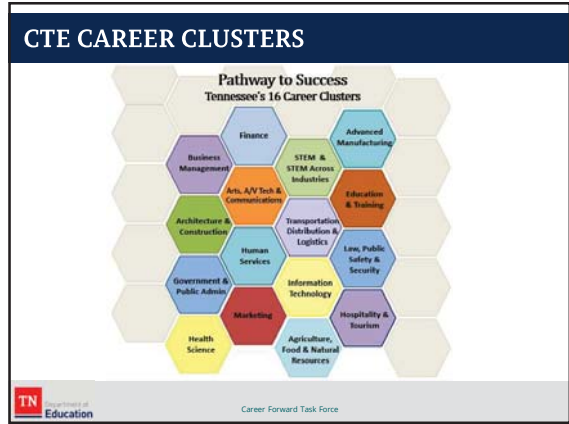 CTE CAREER CLUSTERS
Pathway to Success
Tennessee's 16 Career Clusters
Finance
Advanced
Manufacturing
Business
Management
STEM &
STEM Across
Industries
Arts, A/V Tech &
Communications
Education
& Training
Architecture &
Construction
Transportation
Distribution &
Logistics
Human
Services
Law, Public
Safety &
Security
Government &
Public Admin
Information
Technology
Marketing
Hospitality &
Tourism
Health
Science
Agriculture,
Food & Natural
Resources
TN
Department of
Education
Career Forward Task Force